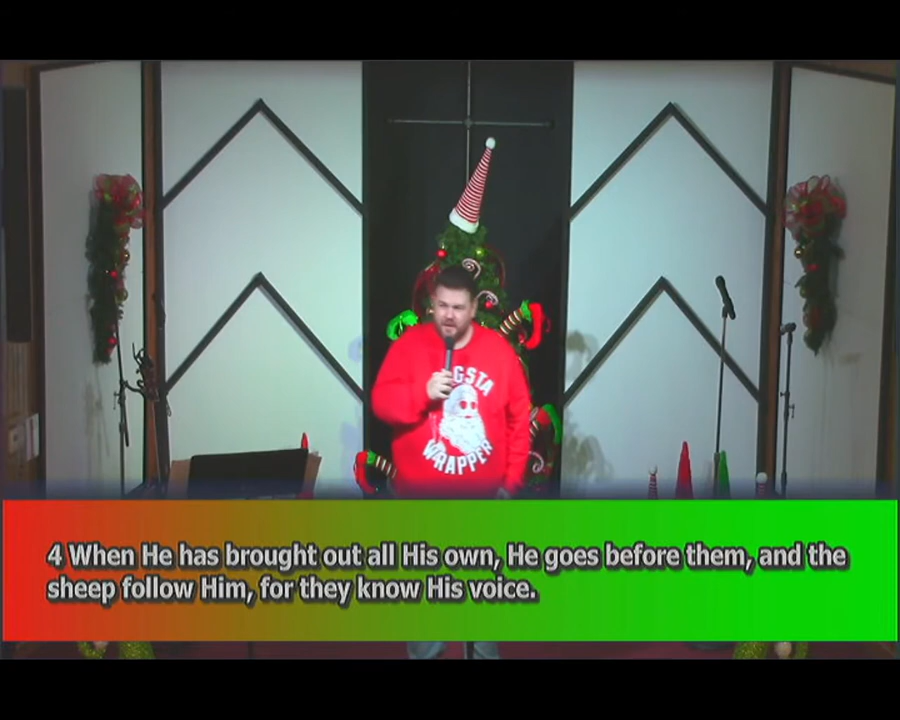 GSTA
WRAPPER
4 When He has brought out all His own, He goes before them, and the
sheep follow Him, for they know His voice.